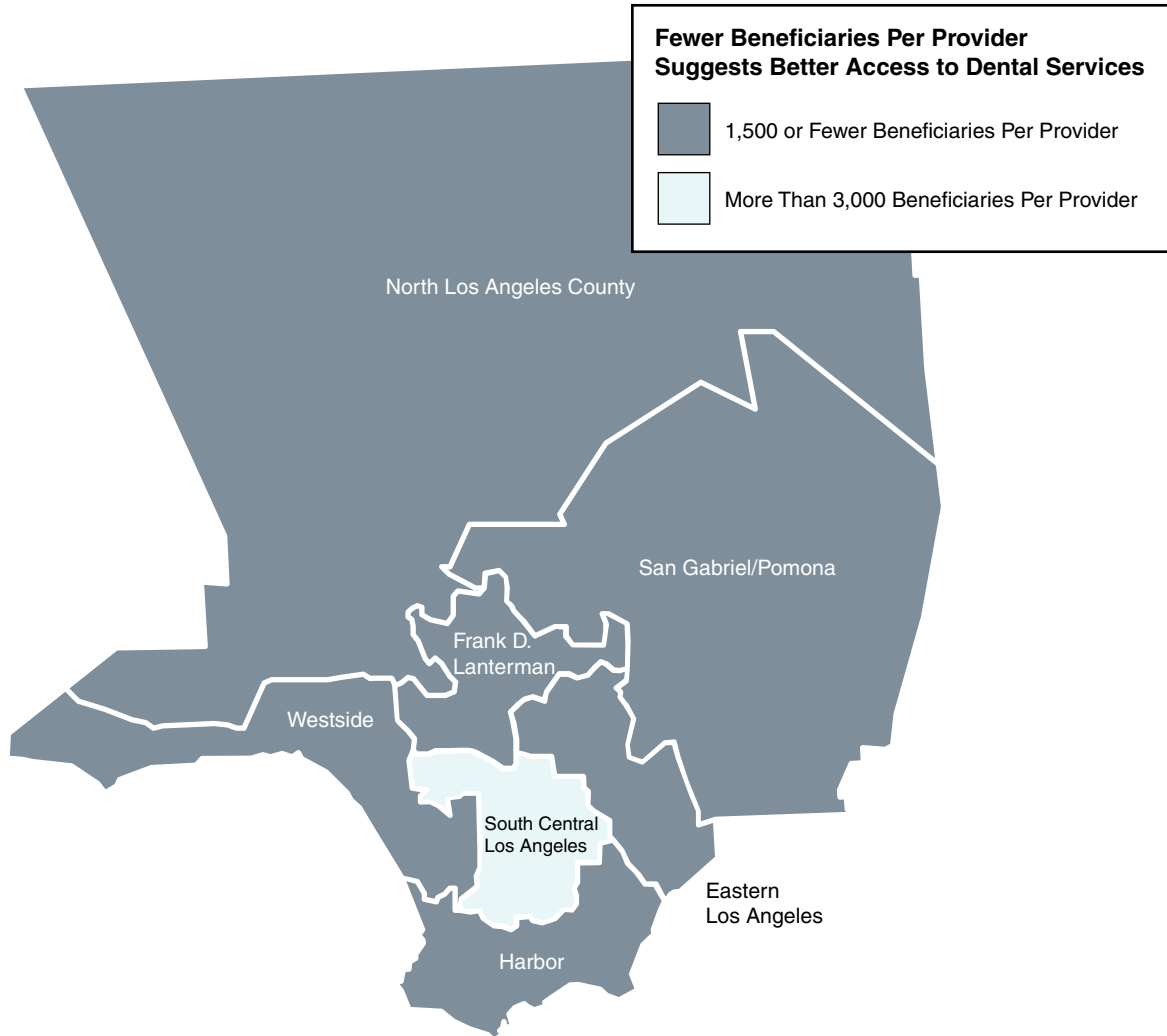 Fewer Beneficiaries Per Provider
Suggests Better Access to Dental Services
1,500 or Fewer Beneficiaries Per Provider
More Than 3,000 Beneficiaries Per Provider
North Los Angeles County
San Gabriel/Pomona
Frank D.
Lanterman
Westside
South Central
Los Angeles
Eastern
Los Angeles
Harbor